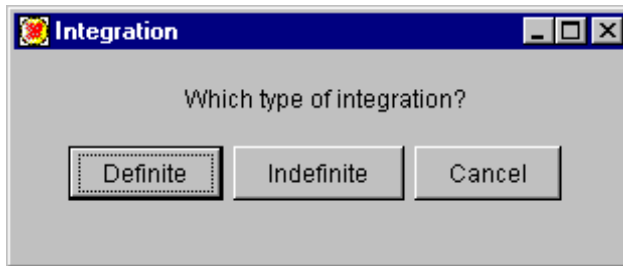 Integration
Which type of integration?
Definite Indefinite Cancel